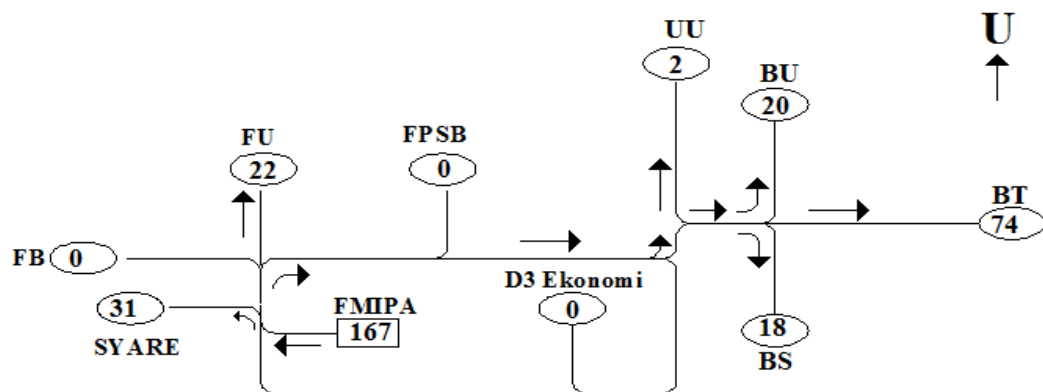 U
UU
2
BU
20
FU
22
FPSB
0
BT
74
FB 0
D3 Ekonomi
0
31
SYARE
FMIPA
167
18
BS